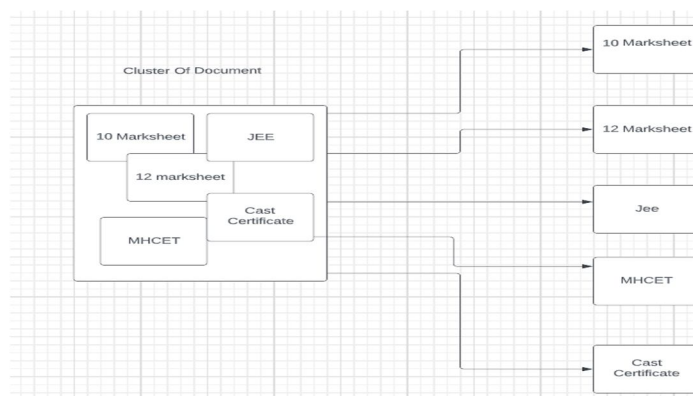 Cluster Of Document
10 Marksheet
JEE
12 marksheet
Cast
Certificate
MHCET
10 Marksheet
12 Marksheet
Jee
MHCET
Cast
Certificate